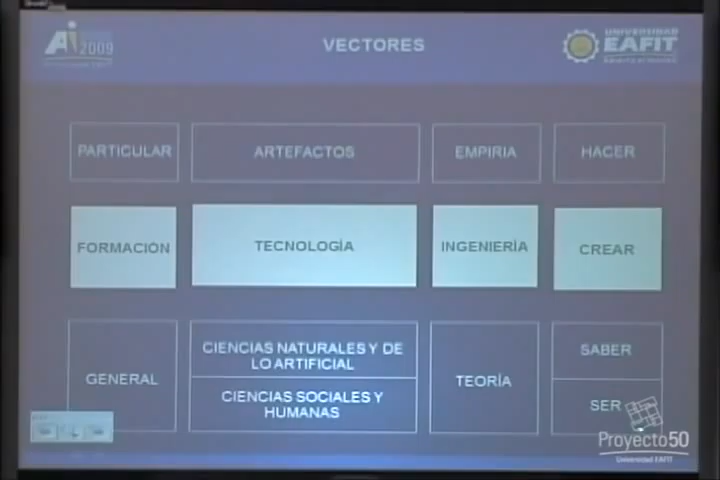 Ai 2009
VECTORES
UNIVERSIDAD
EAFIT
PARTICULAR
ARTEFACTOS
EMPIRIA
HACER
FORMACIÓN
TECNOLOGÍA
INGENIERÍA
CREAR
GENERAL
CIENCIAS NATURALES Y DE
LO ARTIFICIAL
CIENCIAS SOCIALES Y
HUMANAS
TEORÍA
SABER
SER
Proyecto50
Universidad EAFIT